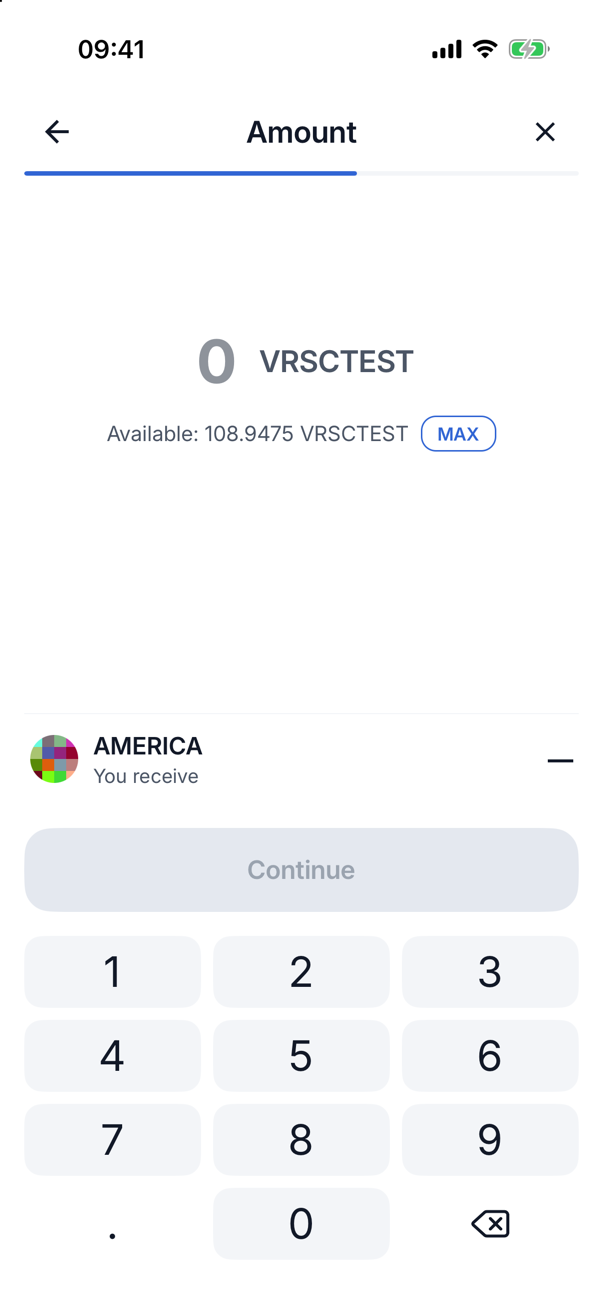 09:41
Amount
0 VRSCTEST
Available: 108.9475 VRSCTEST MAX
AMERICA
You receive
—
Continue
1 2 3
4 5 6
7 8 9
. 0